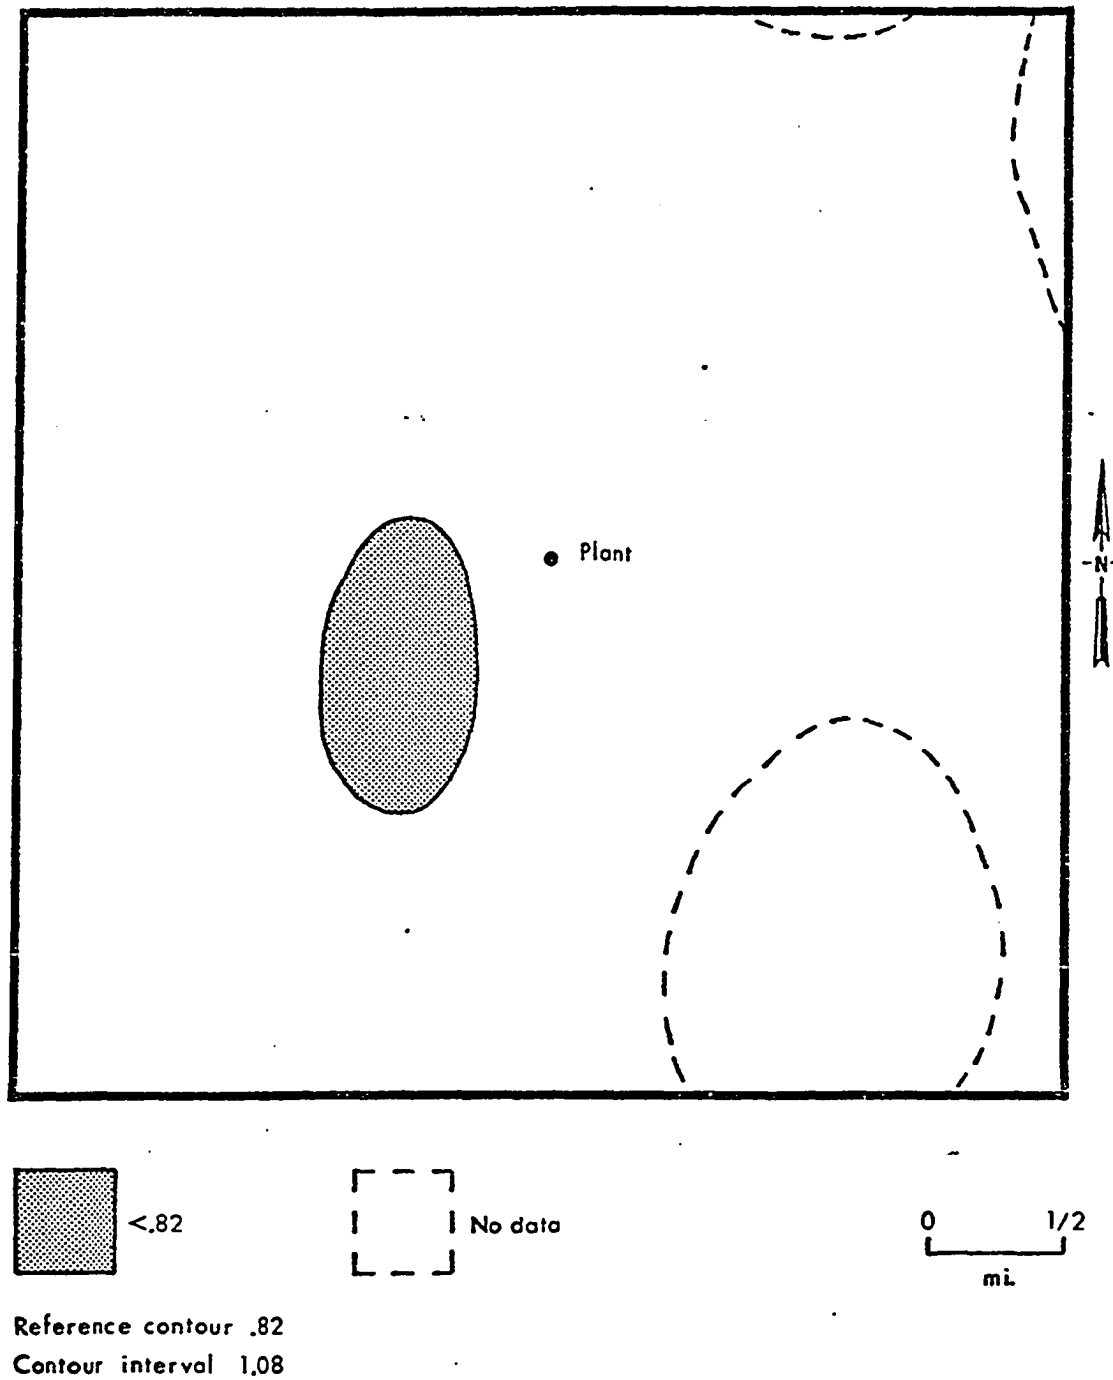 Plant
-N-
<.82
No data
0 1/2
mi.
Reference contour .82
Contour interval 1.08